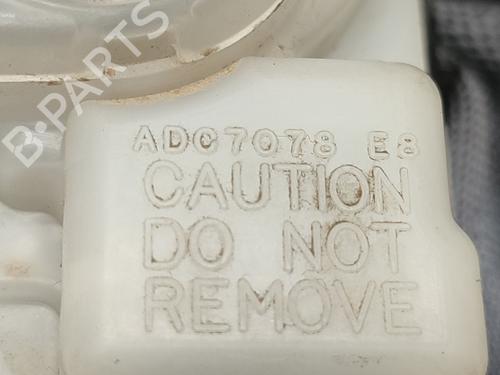 B-PARTS
ADC7078 E8
CAUTION
DO NOT
REMOVE